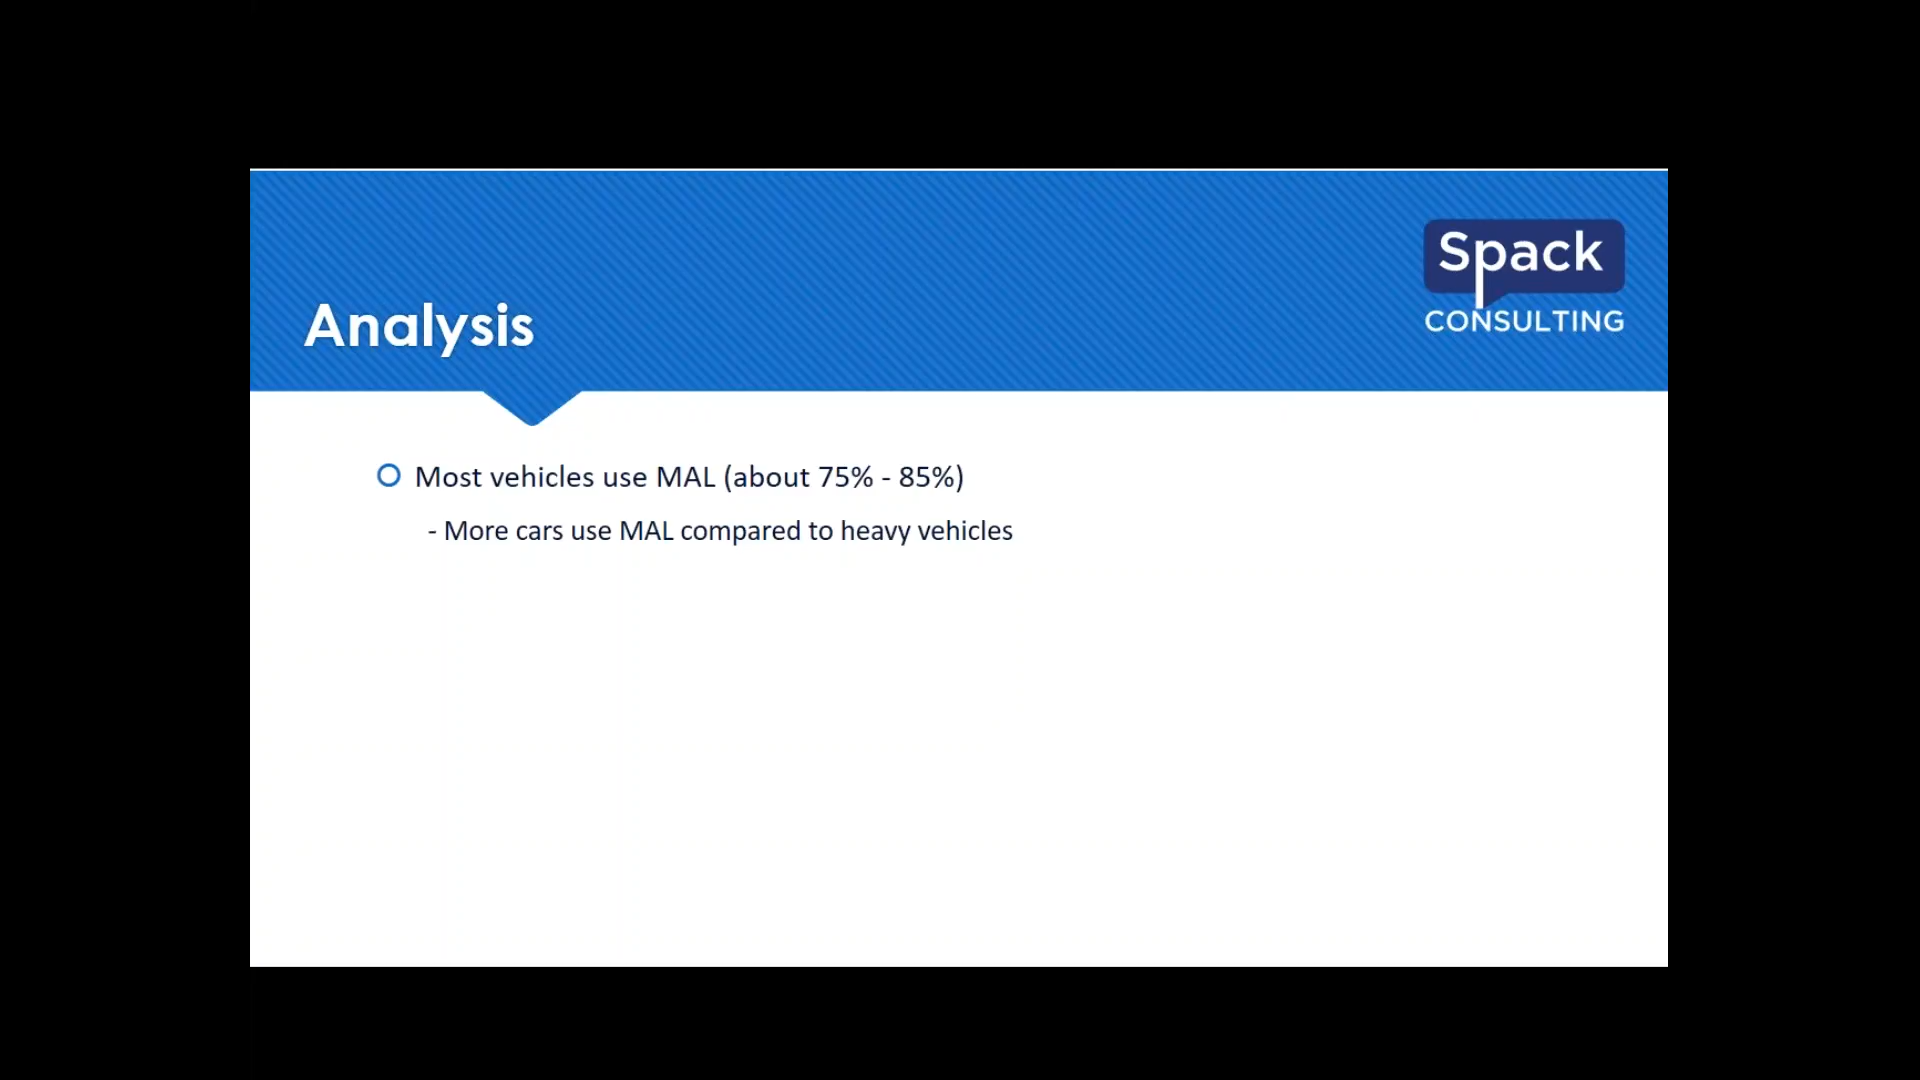 Spack
CONSULTING
Analysis
Most vehicles use MAL (about 75% - 85%)
- More cars use MAL compared to heavy vehicles